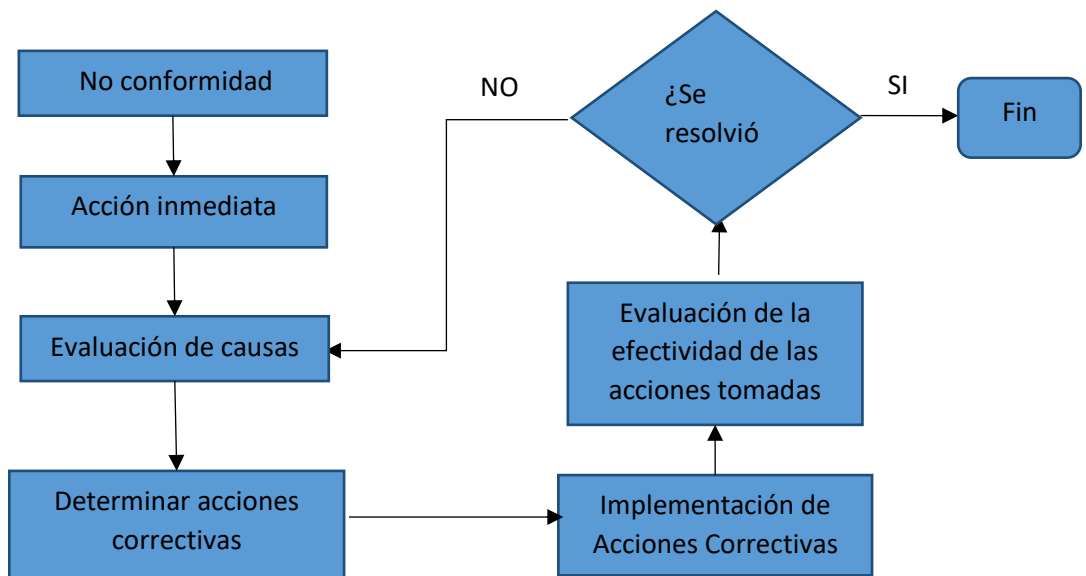 No conformidad
Acción inmediata
Evaluación de causas
Determinar acciones
correctivas
Implementación de
Acciones Correctivas
Evaluación de la
efectividad de las
acciones tomadas
¿Se
resolvió
NO
SI
Fin